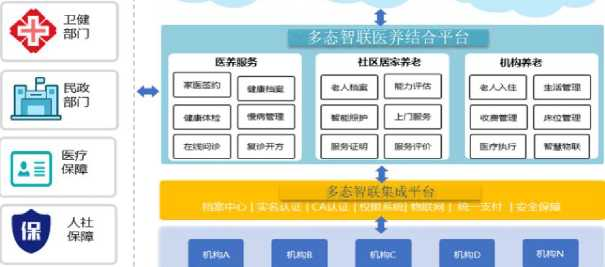 卫健
部门
民政
部门
医疗
保障
保
人社
保障
多态智联医养结合平台
医养服务
家医签约
健康档案
健康体检
慢病管理
在线问诊
复诊开方
社区居家养老
老人档案
能力评估
智能照护
上门服务
服务证明
服务评价
机构养老
老人入住
生活管理
收费管理
床位管理
医疗执行
智慧物联
多态智联集成平台
档案中心 | 实名认证 | CA认证 | 权限系统 | 物联网 | 统一支付 | 安全保障
机构A
机构B
机构C
机构D
机构N